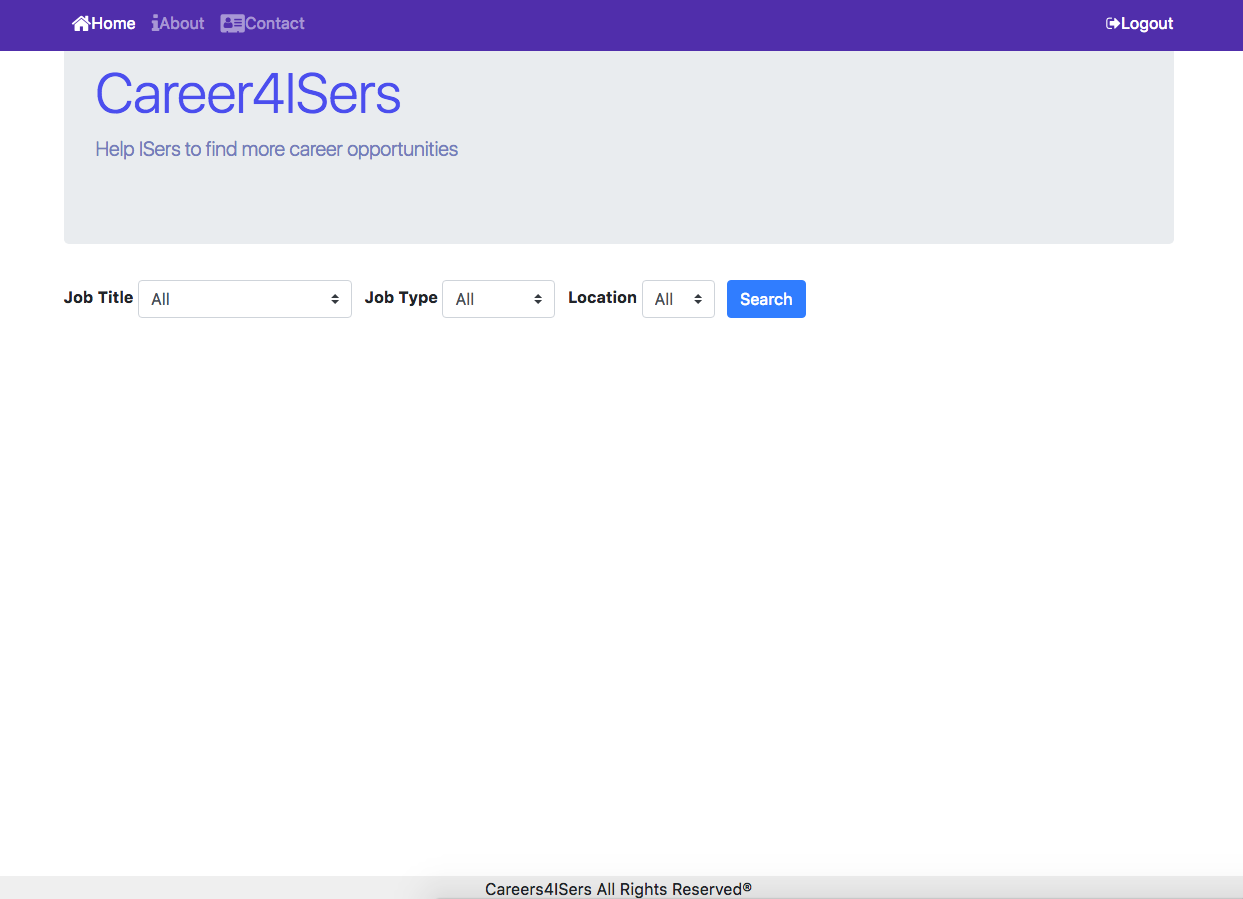 Home About Contact Logout
Career4ISers
Help ISers to find more career opportunities
Job Title All Job Type All Location All Search
Careers4ISers All Rights Reserved®